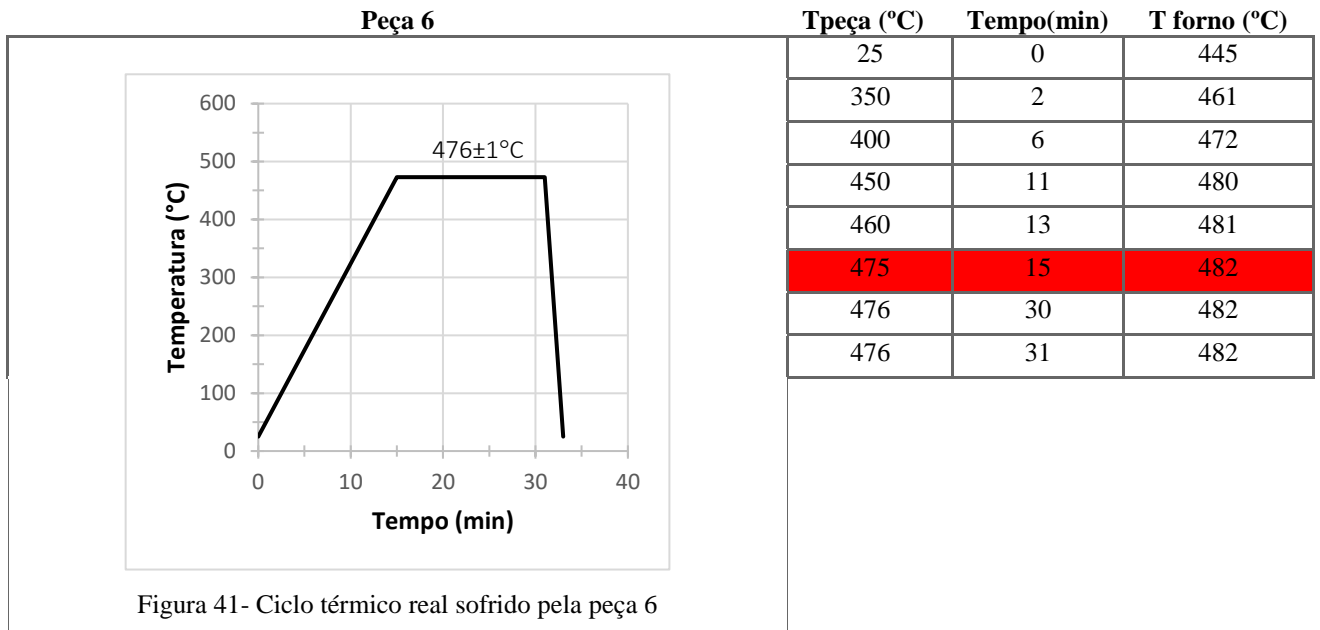 Peça 6
Tpeça (ºC) Tempo(min) T forno (ºC)
25 0 445
350 2 461
400 6 472
450 11 480
460 13 481
475 15 482
476 30 482
476 31 482
600
500
400
300
200
100
0
476±1°C
Temperatura (°C)
0 10 20 30 40
Tempo (min)
Figura 41- Ciclo térmico real sofrido pela peça 6